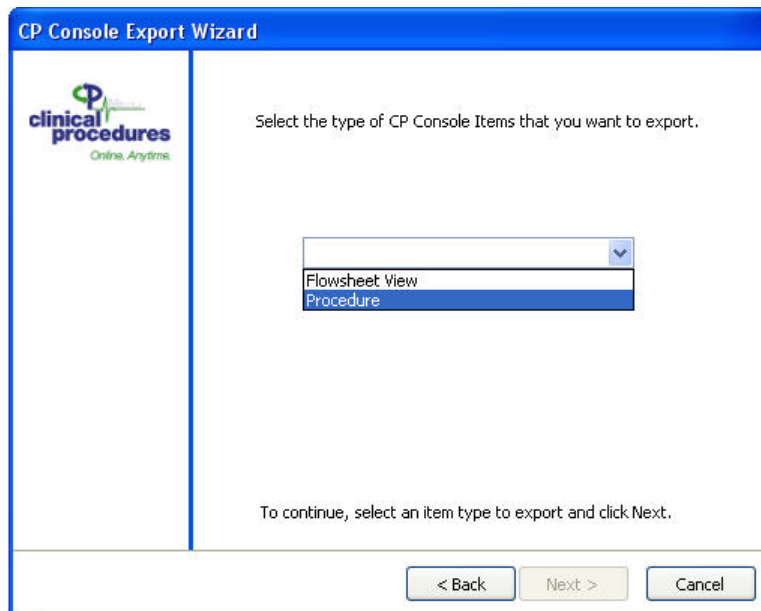 CP Console Export Wizard
CP
clinical
procedures
Online. Anytime.
Select the type of CP Console Items that you want to export.
Flowsheet View
Procedure
To continue, select an item type to export and click Next.
< Back
Next >
Cancel